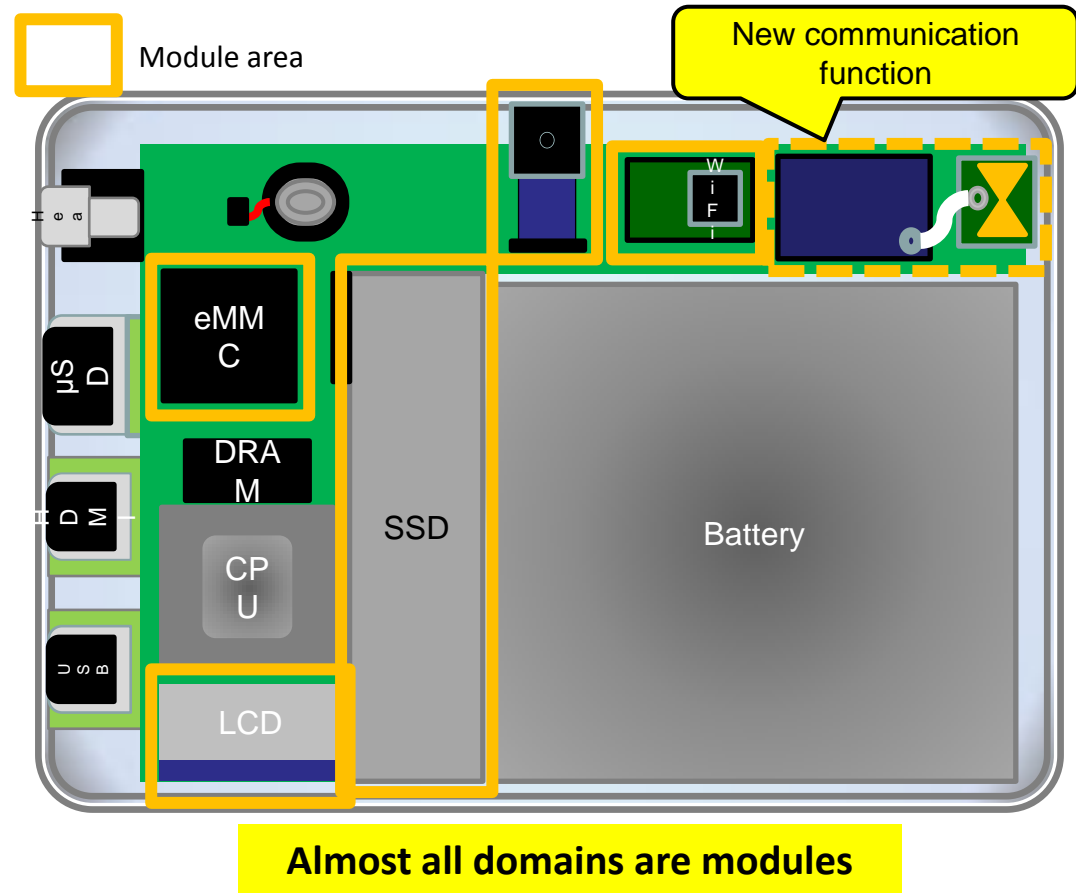 Module area
New communication
function
W
i
F
i
H
e
a
eMM
C
µS
D
DRA
M
H
D
M
I
SSD
Battery
CP
U
U
S
B
LCD
Almost all domains are modules